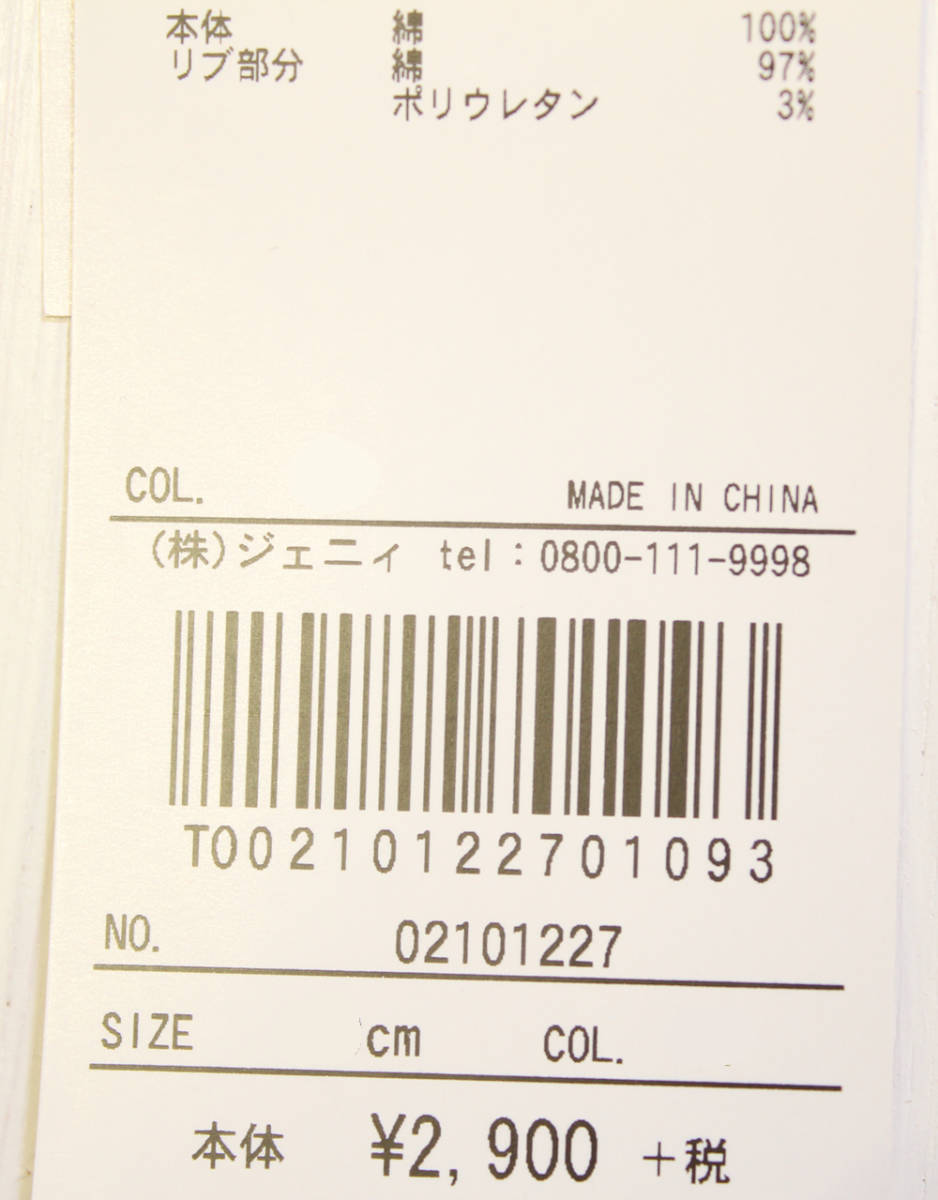 本体 綿 100%
リブ部分 綿 97%
ポリウレタン 3%
COL. MADE IN CHINA
(株)ジェニィ tel:0800-111-9998
T00210122701093
NO. 02101227
SIZE cm COL.
本体 ¥2,900 +税